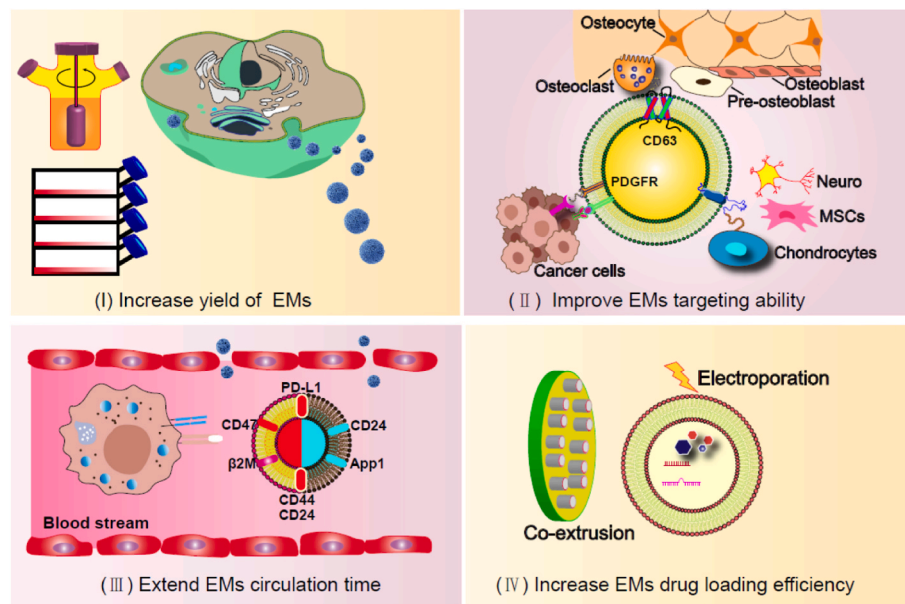 (I) Increase yield of EMs
Osteocyte
Osteoclast
Osteoblast
Pre-osteoblast
CD63
PDGFR
Neuro
MSCs
Chondrocytes
Cancer cells
(Ⅱ) Improve EMs targeting ability
PD-L1
CD47
CD24
β2M
App1
CD44
CD24
Blood stream
(Ⅲ) Extend EMs circulation time
Electroporation
Co-extrusion
(Ⅳ) Increase EMs drug loading efficiency